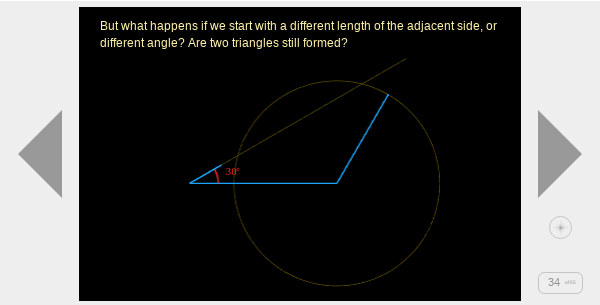 But what happens if we start with a different length of the adjacent side, or
different angle? Are two triangles still formed?
30°
34